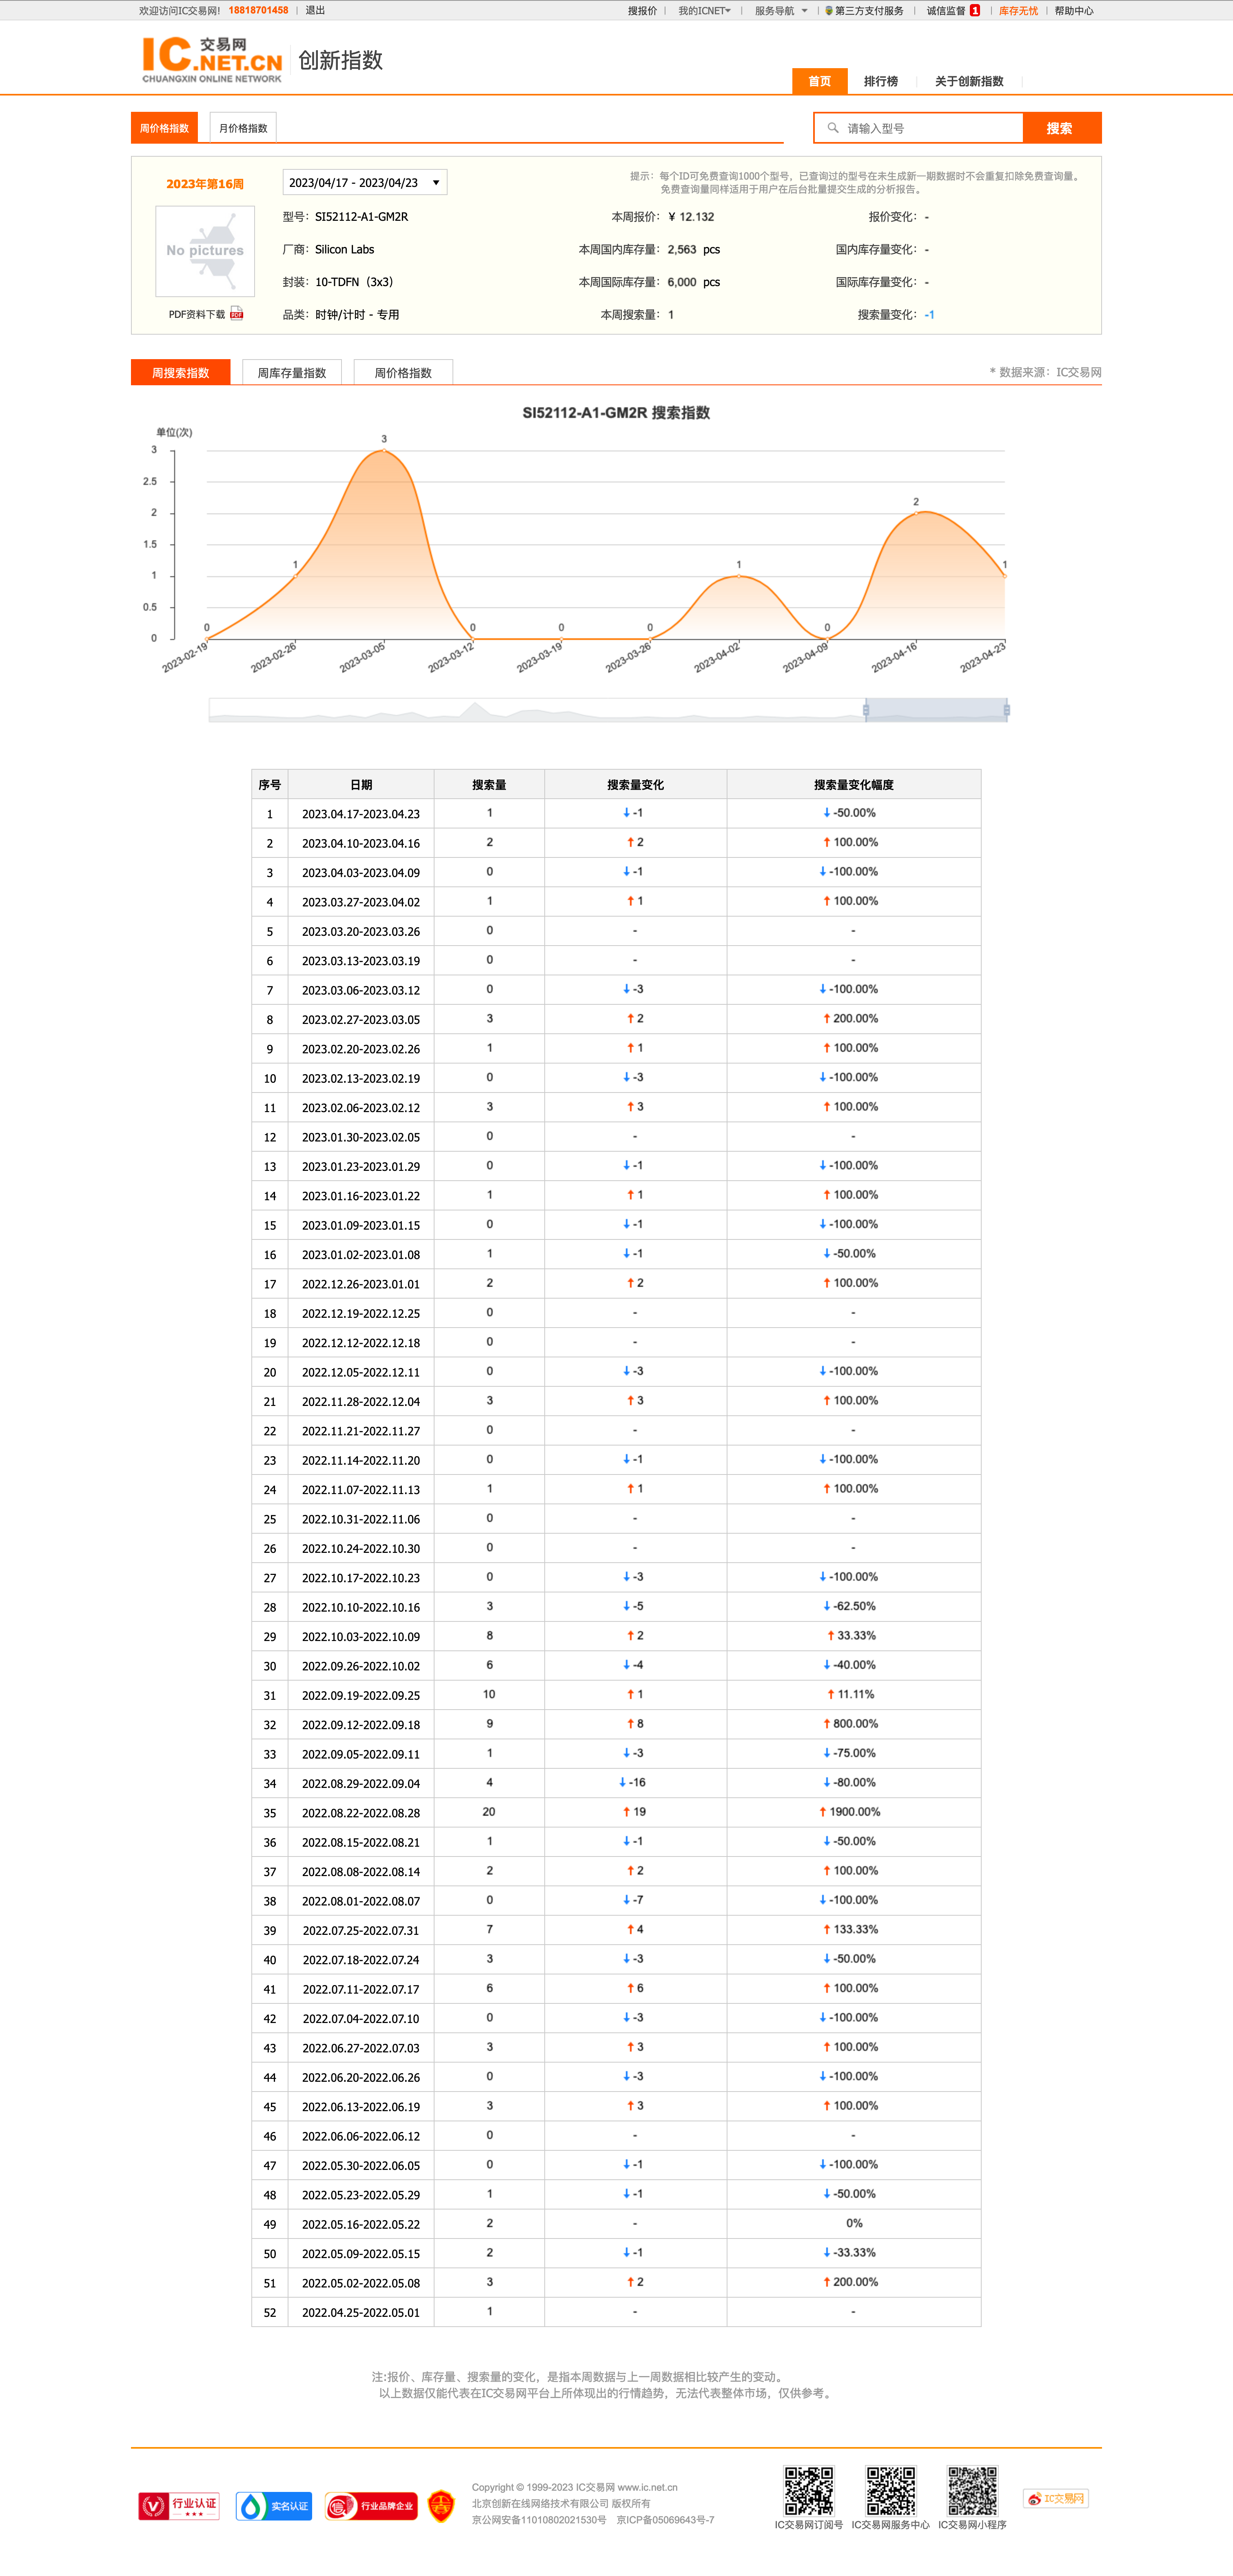 欢迎访问IC交易网! 18818701458 | 退出 搜报价 | 我的ICNET | 服务导航 | 第三方支付服务 | 诚信监督 1 | 库存无忧 | 帮助中心
IC 交易网
.NET.CN
CHUANGXIN ONLINE NETWORK
创新指数
首页 排行榜 关于创新指数
周价格指数 月价格指数 请输入型号 搜索
2023年第16周 2023/04/17 - 2023/04/23 ▼
提示: 每个ID可免费查询1000个型号, 已查询过的型号在未生成新一期数据时不会重复扣除免费查询量。
免费查询量同样适用于用户在后台批量提交生成的分析报告。
No pictures
PDF资料下载 PDF
型号: SI52112-A1-GM2R 本周报价: ¥ 12.132 报价变化: -
厂商: Silicon Labs 本周国内库存量: 2,563 pcs 国内库存量变化: -
封装: 10-TDFN（3x3） 本周国际库存量: 6,000 pcs 国际库存量变化: -
品类: 时钟/计时 - 专用 本周搜索量: 1 搜索量变化: -1
周搜索指数 周库存量指数 周价格指数 * 数据来源: IC交易网
SI52112-A1-GM2R 搜索指数
单位(次)
3
2.5
2
1.5
1
0.5
0
0 1 3 0 0 0 1 0 2 1
2023-02-19 2023-02-26 2023-03-05 2023-03-12 2023-03-19 2023-03-26 2023-04-02 2023-04-09 2023-04-16 2023-04-23
序号 日期 搜索量 搜索量变化 搜索量变化幅度
1 2023.04.17-2023.04.23 1 ↓-1 ↓-50.00%
2 2023.04.10-2023.04.16 2 ↑2 ↑100.00%
3 2023.04.03-2023.04.09 0 ↓-1 ↓-100.00%
4 2023.03.27-2023.04.02 1 ↑1 ↑100.00%
5 2023.03.20-2023.03.26 0 - -
6 2023.03.13-2023.03.19 0 - -
7 2023.03.06-2023.03.12 0 ↓-3 ↓-100.00%
8 2023.02.27-2023.03.05 3 ↑2 ↑200.00%
9 2023.02.20-2023.02.26 1 ↑1 ↑100.00%
10 2023.02.13-2023.02.19 0 ↓-3 ↓-100.00%
11 2023.02.06-2023.02.12 3 ↑3 ↑100.00%
12 2023.01.30-2023.02.05 0 - -
13 2023.01.23-2023.01.29 0 ↓-1 ↓-100.00%
14 2023.01.16-2023.01.22 1 ↑1 ↑100.00%
15 2023.01.09-2023.01.15 0 ↓-1 ↓-100.00%
16 2023.01.02-2023.01.08 1 ↓-1 ↓-50.00%
17 2022.12.26-2023.01.01 2 ↑2 ↑100.00%
18 2022.12.19-2022.12.25 0 - -
19 2022.12.12-2022.12.18 0 - -
20 2022.12.05-2022.12.11 0 ↓-3 ↓-100.00%
21 2022.11.28-2022.12.04 3 ↑3 ↑100.00%
22 2022.11.21-2022.11.27 0 - -
23 2022.11.14-2022.11.20 0 ↓-1 ↓-100.00%
24 2022.11.07-2022.11.13 1 ↑1 ↑100.00%
25 2022.10.31-2022.11.06 0 - -
26 2022.10.24-2022.10.30 0 - -
27 2022.10.17-2022.10.23 0 ↓-3 ↓-100.00%
28 2022.10.10-2022.10.16 3 ↓-5 ↓-62.50%
29 2022.10.03-2022.10.09 8 ↑2 ↑33.33%
30 2022.09.26-2022.10.02 6 ↓-4 ↓-40.00%
31 2022.09.19-2022.09.25 10 ↑1 ↑11.11%
32 2022.09.12-2022.09.18 9 ↑8 ↑800.00%
33 2022.09.05-2022.09.11 1 ↓-3 ↓-75.00%
34 2022.08.29-2022.09.04 4 ↓-16 ↓-80.00%
35 2022.08.22-2022.08.28 20 ↑19 ↑1900.00%
36 2022.08.15-2022.08.21 1 ↓-1 ↓-50.00%
37 2022.08.08-2022.08.14 2 ↑2 ↑100.00%
38 2022.08.01-2022.08.07 0 ↓-7 ↓-100.00%
39 2022.07.25-2022.07.31 7 ↑4 ↑133.33%
40 2022.07.18-2022.07.24 3 ↓-3 ↓-50.00%
41 2022.07.11-2022.07.17 6 ↑6 ↑100.00%
42 2022.07.04-2022.07.10 0 ↓-3 ↓-100.00%
43 2022.06.27-2022.07.03 3 ↑3 ↑100.00%
44 2022.06.20-2022.06.26 0 ↓-3 ↓-100.00%
45 2022.06.13-2022.06.19 3 ↑3 ↑100.00%
46 2022.06.06-2022.06.12 0 - -
47 2022.05.30-2022.06.05 0 ↓-1 ↓-100.00%
48 2022.05.23-2022.05.29 1 ↓-1 ↓-50.00%
49 2022.05.16-2022.05.22 2 - 0%
50 2022.05.09-2022.05.15 2 ↓-1 ↓-33.33%
51 2022.05.02-2022.05.08 3 ↑2 ↑200.00%
52 2022.04.25-2022.05.01 1 - -
注:报价、库存量、搜索量的变化, 是指本周数据与上一周数据相比较产生的变动。
以上数据仅能代表在IC交易网平台上所体现出的行情趋势, 无法代表整体市场, 仅供参考。
行业认证 实名认证 行业品牌企业
Copyright © 1999-2023 IC交易网 www.ic.net.cn
北京创新在线网络技术有限公司 版权所有
京公网安备11010802021530号 京ICP备05069643号-7
IC交易网订阅号 IC交易网服务中心 IC交易网小程序
IC交易网